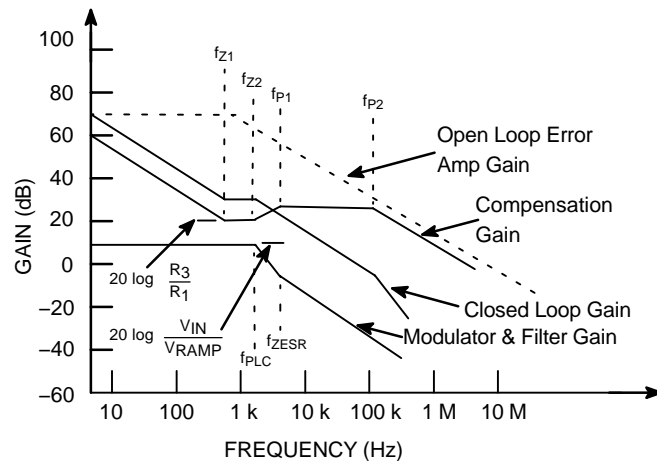 100
80
60
40
20
0
−20
−40
−60
GAIN (dB)
fZ1
fZ2
fP1
fP2
Open Loop Error
Amp Gain
Compensation
Gain
Closed Loop Gain
Modulator & Filter Gain
20 log R3/R1
20 log VIN/VRAMP
fPLC
fZESR
10 100 1 k 10 k 100 k 1 M 10 M
FREQUENCY (Hz)